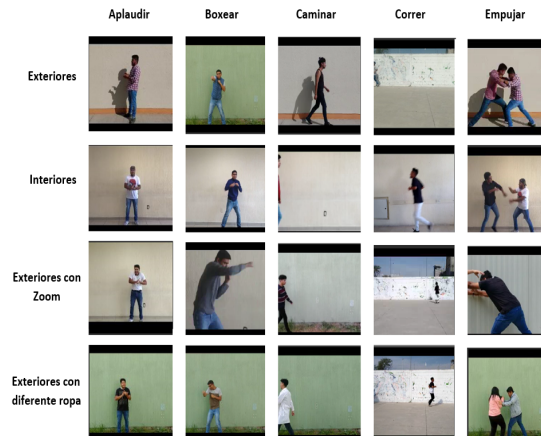 Aplaudir Boxear Caminar Correr Empujar
Exteriores
Interiores
Exteriores con
Zoom
Exteriores con
diferente ropa